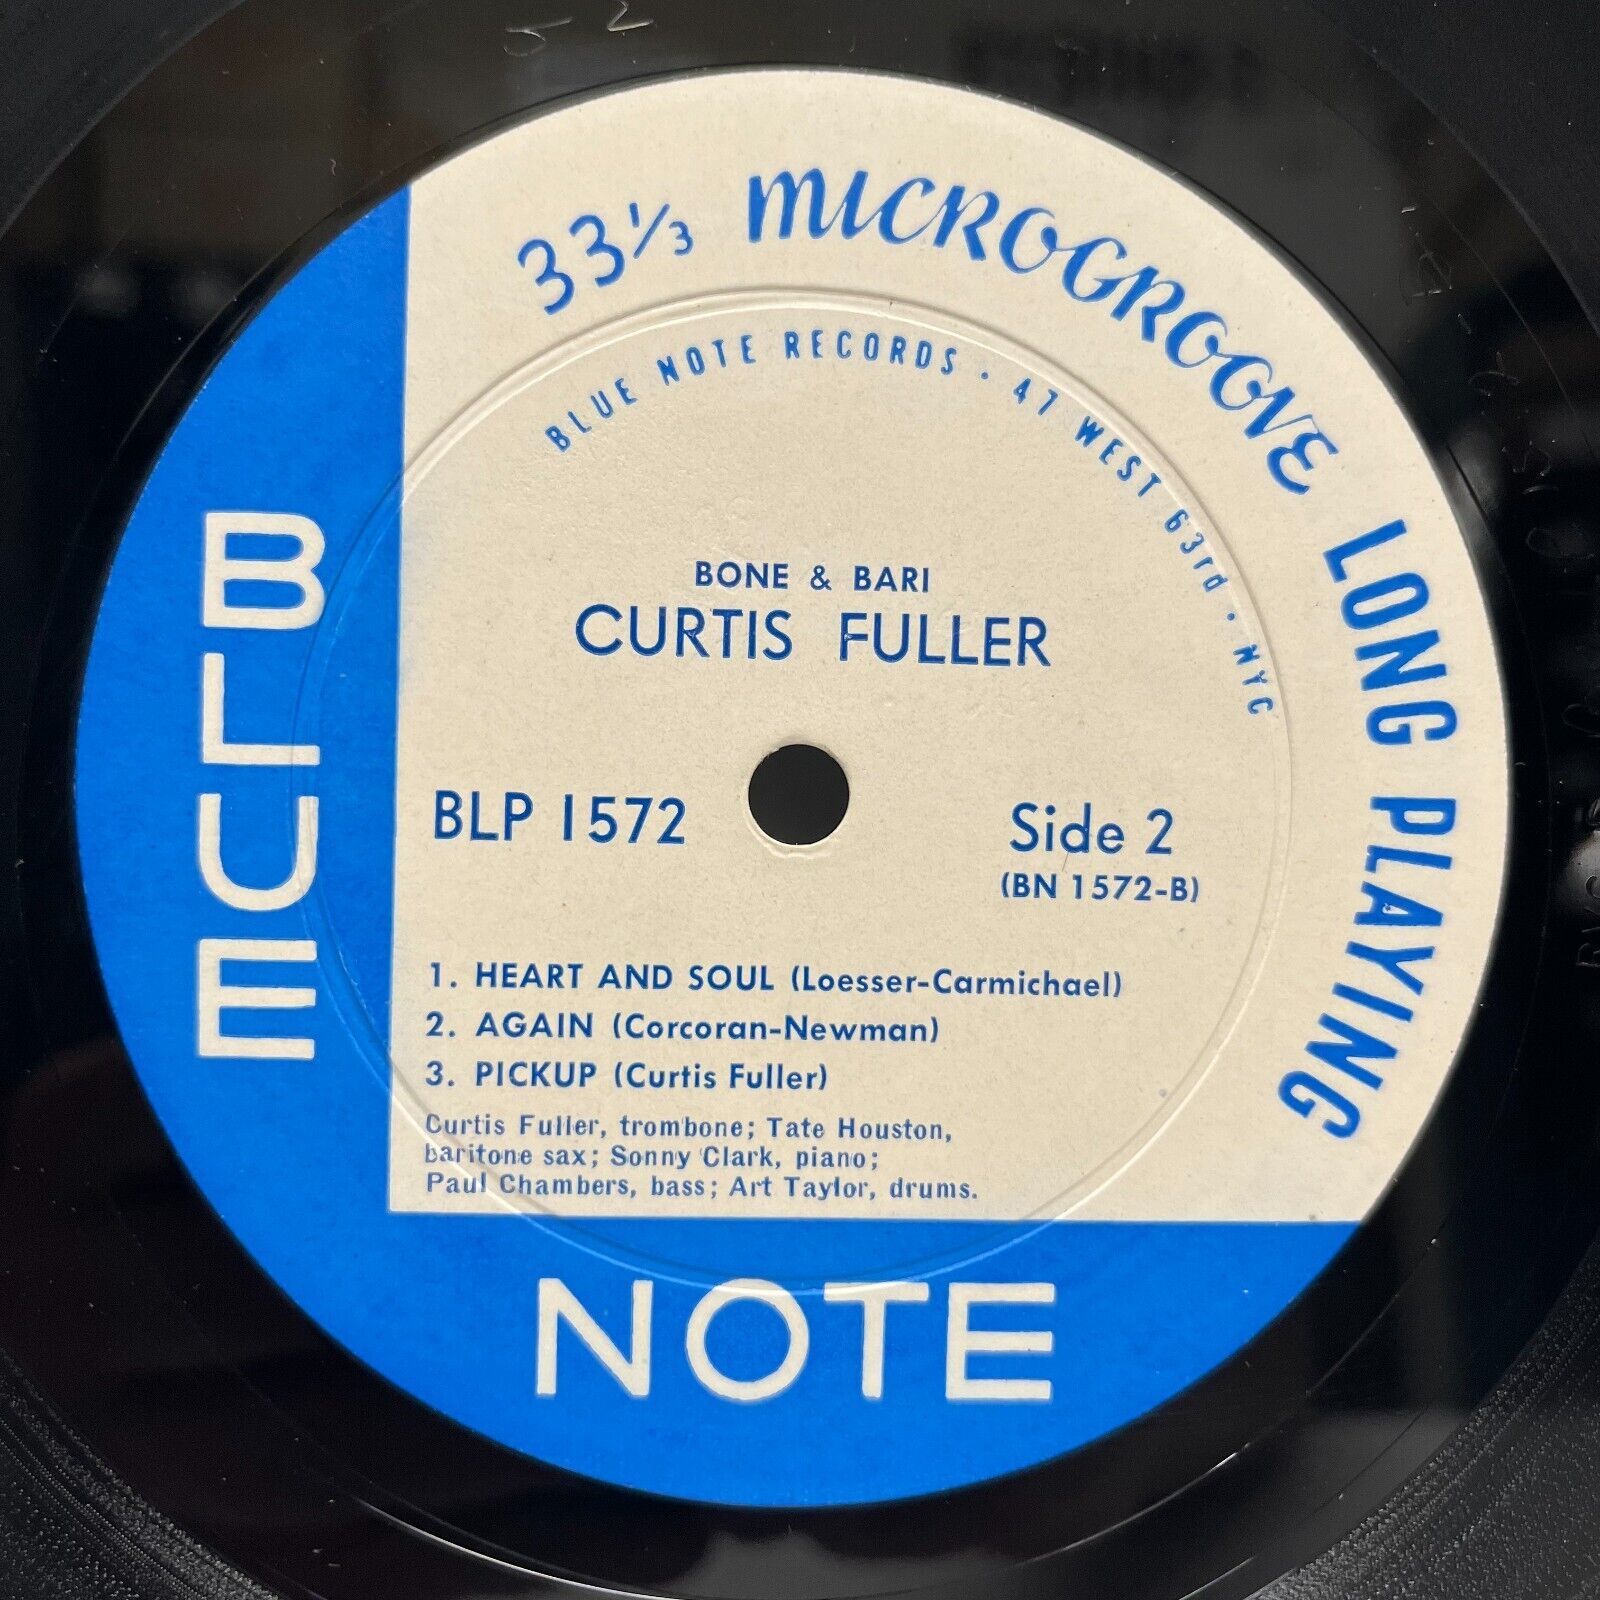 33⅓ MICROGROOVE LONG PLAYING
BLUE NOTE RECORDS · 47 WEST 63rd · NYC
BONE & BARI
CURTIS FULLER
BLP 1572
Side 2
(BN 1572-B)
1. HEART AND SOUL (Loesser-Carmichael)
2. AGAIN (Corcoran-Newman)
3. PICKUP (Curtis Fuller)
Curtis Fuller, trombone; Tate Houston,
baritone sax; Sonny Clark, piano;
Paul Chambers, bass; Art Taylor, drums.
BLUE
NOTE